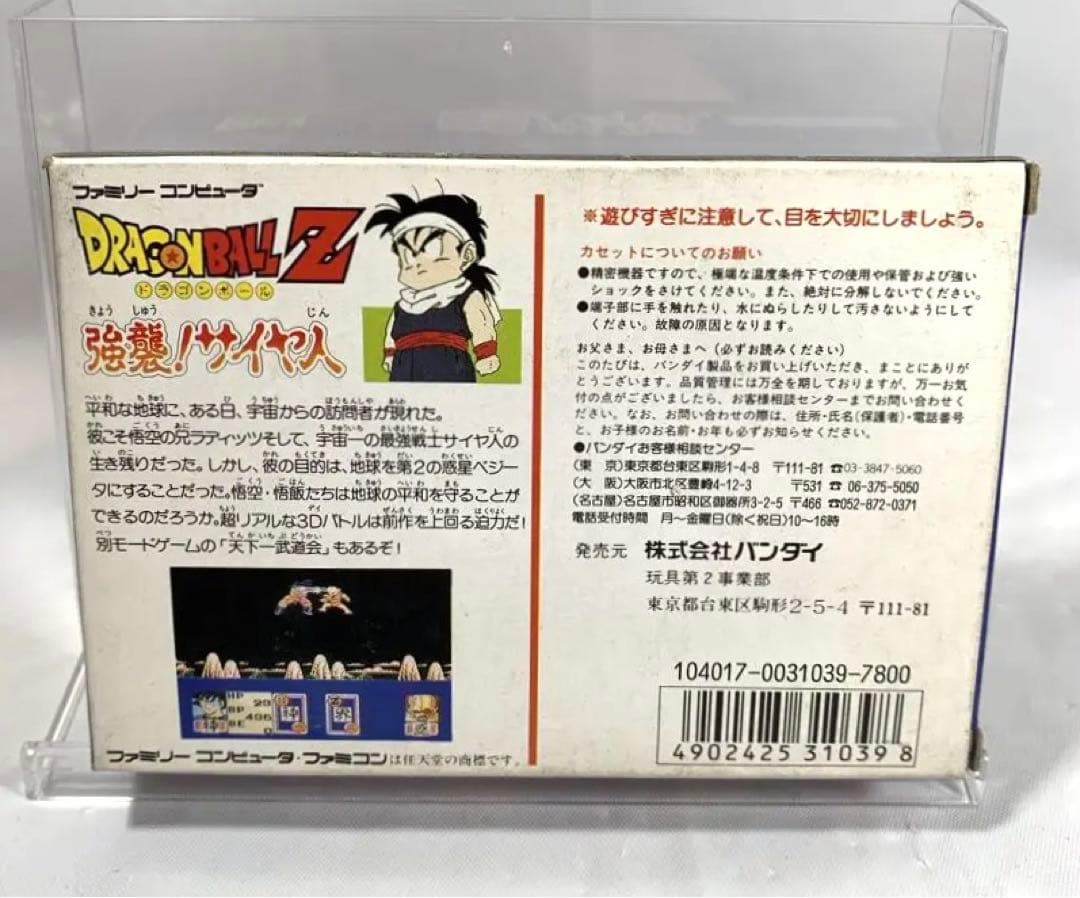 ファミリー コンピュータ™
DRAGON BALL Z
ドラゴンボール
きょう しゅう じん
強襲!サイヤ人
平和な地球に、ある日、宇宙からの訪問者が現れた。
彼こそ悟空の兄ラディッツそして、宇宙一の最強戦士サイヤ人の
生き残りだった。しかし、彼の目的は、地球を第2の惑星ベジー
タにすることだった。悟空・悟飯たちは地球の平和を守ることが
できるのだろうか。超リアルな3Dバトルは前作を上回る迫力だ!
別モードゲームの「天下一武道会」もあるぞ!
HP 29
BP 496
BE 0
神
界
ファミリー コンピュータ・ファミコンは任天堂の商標です。
※遊びすぎに注意して、目を大切にしましょう。
カセットについてのお願い
●精密機器ですので、極端な温度条件下での使用や保管および強い
ショックをさけてください。また、絶対に分解しないでください。
●端子部に手を触れたり、水にぬらしたりして汚さないようにして
ください。故障の原因となります。
お父さま、お母さまへ(必ずお読みください)
このたびは、バンダイ製品をお買い上げいただき、まことにありが
とうございます。品質管理には万全を期しておりますが、万一お気
付の点がございましたら、お客様相談センターまでお問い合わせく
ださい。なお、お問い合わせの際は、住所・氏名(保護者)・電話番号
と、お子様のお名前・お年も必ずお知らせください。
●バンダイお客様相談センター
(東 京)東京都台東区駒形1-4-8 〒111-81 ☎03-3847-5060
(大 阪)大阪市北区豊崎4-12-3 〒531 ☎06-375-5050
(名古屋)名古屋市昭和区御器所3-2-5 〒466 ☎052-872-0371
電話受付時間 月〜金曜日(除く祝日)10〜16時
発売元 株式会社バンダイ
玩具第2事業部
東京都台東区駒形2-5-4 〒111-81
104017-0031039-7800
4902425310398